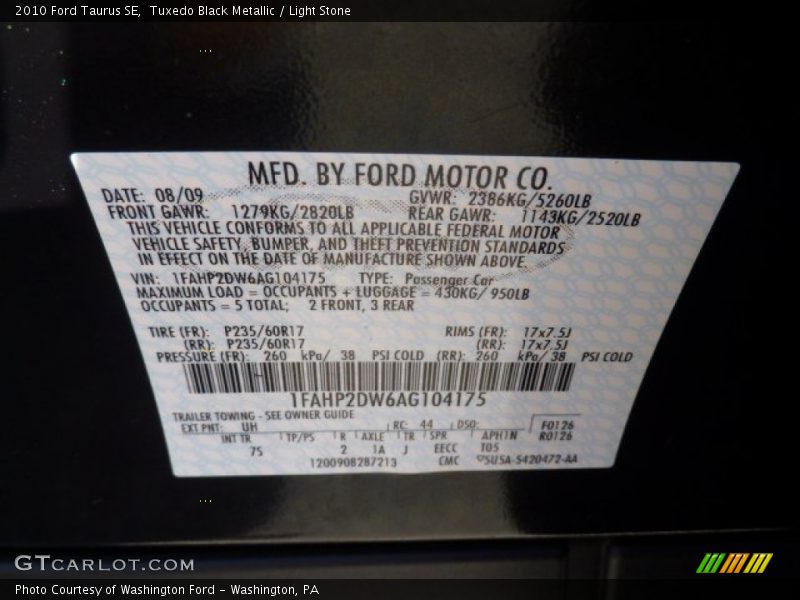 2010 Ford Taurus SE,  Tuxedo Black Metallic / Light Stone
MFD. BY FORD MOTOR CO.
DATE: 08/09 GVWR: 2386KG/5260LB
FRONT GAWR: 1279KG/2820LB REAR GAWR: 1143KG/2520LB
THIS VEHICLE CONFORMS TO ALL APPLICABLE FEDERAL MOTOR
VEHICLE SAFETY, BUMPER, AND THEFT PREVENTION STANDARDS
IN EFFECT ON THE DATE OF MANUFACTURE SHOWN ABOVE.
VIN: 1FAHP2DW6AG104175 TYPE: Passenger Car
MAXIMUM LOAD = OCCUPANTS + LUGGAGE = 430KG/ 950LB
OCCUPANTS = 5 TOTAL; 2 FRONT, 3 REAR
TIRE (FR): P235/60R17 RIMS (FR): 17x7.5J
(RR): P235/60R17 (RR): 17x7.5J
PRESSURE (FR): 260 kPa/ 38 PSI COLD (RR): 260 kPa/ 38 PSI COLD
1FAHP2DW6AG104175
TRAILER TOWING - SEE OWNER GUIDE
EXT PNT: UH RC: 44 DSO: F0126
INT TR TP/PS R AXLE TR SPR APHTN R0126
7S 2 1A J EECC T05
1200908287213 CMC SU5A-5420472-AA
GTCARLOT.COM
Photo Courtesy of Washington Ford - Washington, PA